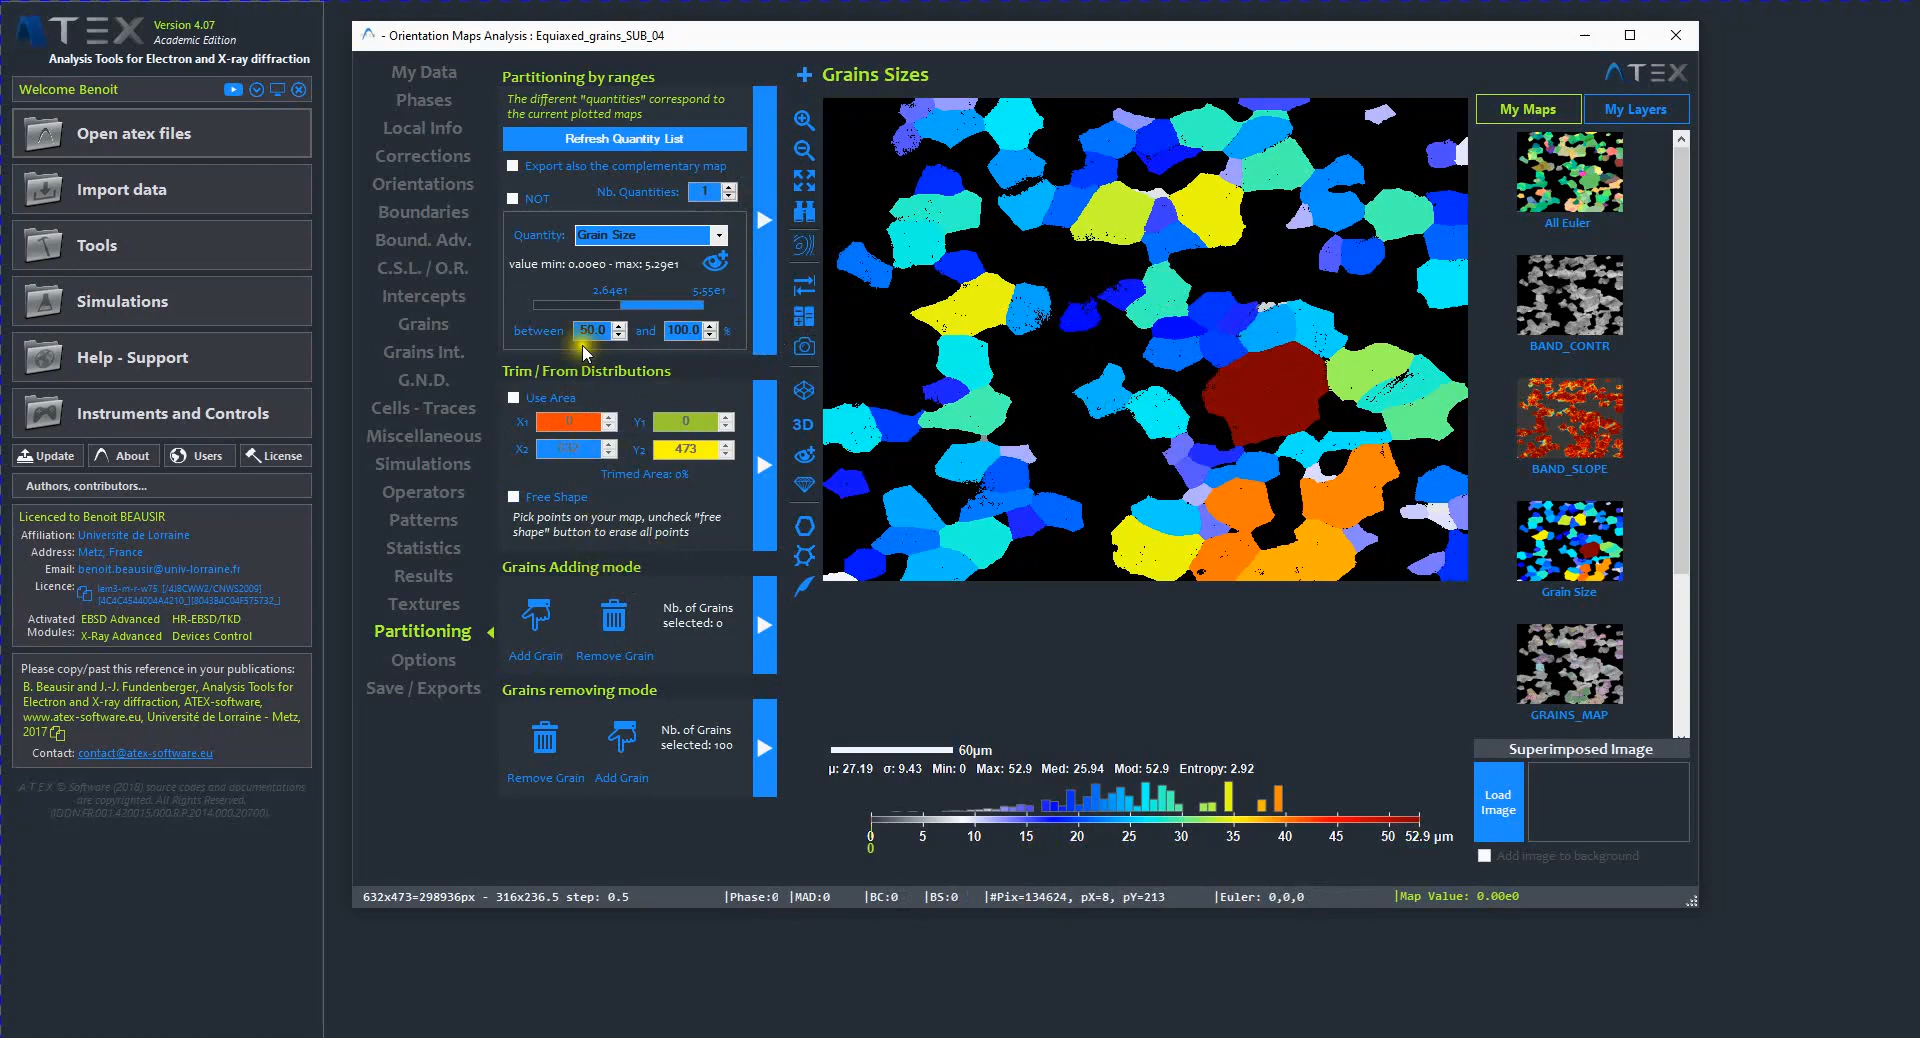 ATEX
Version 4.07
Academic Edition
Analysis Tools for Electron and X-ray diffraction
Welcome Benoit
Open atex files
Import data
Tools
Simulations
Help - Support
Instruments and Controls
Update
About
Users
License
Authors, contributors...
Licenced to Benoit BEAUSIR
Affiliation: Universite de Lorraine
Address: Metz, France
Email: benoit.beausir@univ-lorraine.fr
Licence:
Activated Modules:
EBSD Advanced HR-EBSD/TKD
X-Ray Advanced Devices Control
Please copy/past this reference in your publications:
B. Beausir and J.-J. Fundenberger, Analysis Tools for
Electron and X-ray diffraction, ATEX-software,
www.atex-software.eu, Université de Lorraine - Metz,
2017
Contact: contact@atex-software.eu
A T E X © Software (2018) source codes and documentations
are copyrighted. All Rights Reserved.
- Orientation Maps Analysis : Equiaxed_grains_SUB_04
My Data
Phases
Local Info
Corrections
Orientations
Boundaries
Bound. Adv.
C.S.L. / O.R.
Intercepts
Grains
Grains Int.
G.N.D.
Cells - Traces
Miscellaneous
Simulations
Operators
Patterns
Statistics
Results
Textures
Partitioning
Options
Save / Exports
Partitioning by ranges
The different "quantities" correspond to
the current plotted maps
Refresh Quantity List
Export also the complementary map
NOT
Nb. Quantities: 1
Quantity: Grain Size
value min: 0.00e0 - max: 5.29e1
2.64e1 5.55e1
between 50.0 and 100.0 %
Trim / From Distributions
Use Area
X1 0 Y1 0
X2 632 Y2 473
Trimed Area: 0%
Free Shape
Pick points on your map, uncheck "free
shape" button to erase all points
Grains Adding mode
Nb. of Grains
selected: 0
Add Grain Remove Grain
Grains removing mode
Nb. of Grains
selected: 100
Remove Grain Add Grain
Grains Sizes
3D
60µm
µ: 27.19 σ: 9.43 Min: 0 Max: 52.9 Med: 25.94 Mod: 52.9 Entropy: 2.92
0 5 10 15 20 25 30 35 40 45 50 52.9 µm
0
ATEX
My Maps
My Layers
All Euler
BAND_CONTR
BAND_SLOPE
Grain Size
GRAINS_MAP
Superimposed Image
Load
Image
Add image to background
632x473=298936px - 316x236.5 step: 0.5 |Phase:0 |MAD:0 |BC:0 |BS:0 |#Pix=134624, pX=8, pY=213 |Euler: 0,0,0 |Map Value: 0.00e0